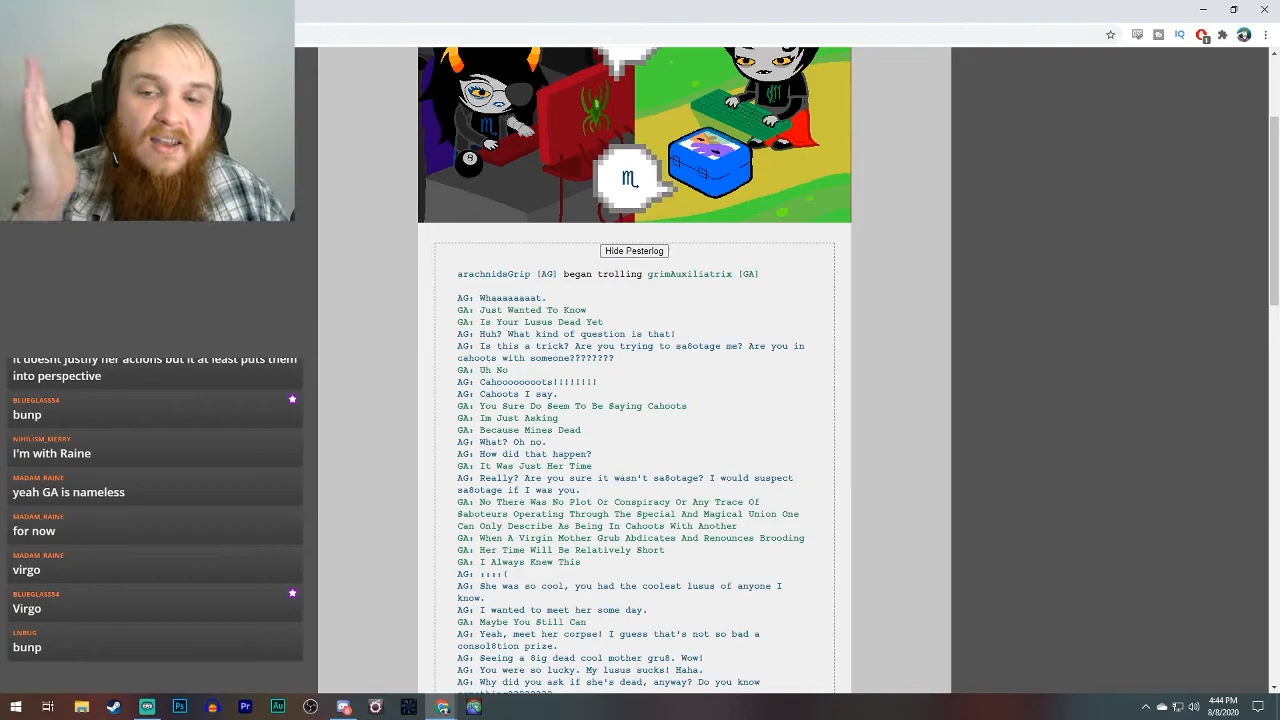 Hide Pesterlog
arachnidsGrip [AG] began trolling grimAuxiliatrix [GA]
AG: Whaaaaaaaat.
GA: Just Wanted To Know
GA: Is Your Lusus Dead Yet
AG: Huh? What kind of question is that!
AG: Is this a trick? Are you trying to sa8otage me? Are you in
cahoots with someone????????
GA: Uh No
AG: Cahoooooooots!!!!!!!!
AG: Cahoots I say.
GA: You Sure Do Seem To Be Saying Cahoots
GA: Im Just Asking
GA: Because Mines Dead
AG: What? Oh no.
AG: How did that happen?
GA: It Was Just Her Time
AG: Really? Are you sure it wasn't sa8otage? I would suspect
sa8otage if I was you.
GA: No There Was No Plot Or Conspiracy Or Any Trace Of
Saboteurs Operating Through The Special And Magical Union One
Can Only Describe As Being In Cahoots With Another
GA: When A Virgin Mother Grub Abdicates And Renounces Brooding
GA: Her Time Will Be Relatively Short
GA: I Always Knew This
AG: ::::(
AG: She was so cool, you had the coolest lusus of anyone I
know.
AG: I wanted to meet her some day.
GA: Maybe You Still Can
AG: Yeah, meet her corpse! I guess that's not so bad a
consol8tion prize.
AG: Seeing a 8ig dead cool mother gru8. Wow!
AG: You were so lucky. My lusus sucks! Haha.
AG: Why did you ask if she's dead, anyway? Do you know
something????????
it doesnt justify her actions but it at least puts them
into perspective
BLUEGLASS54
bunp
NIHILISM_MERRY
I'm with Raine
MADAM_RAINE
yeah GA is nameless
MADAM_RAINE
for now
MADAM_RAINE
virgo
BLUEGLASS54
Virgo
LNBUG
bunp
4:44 PM
8/8/2020